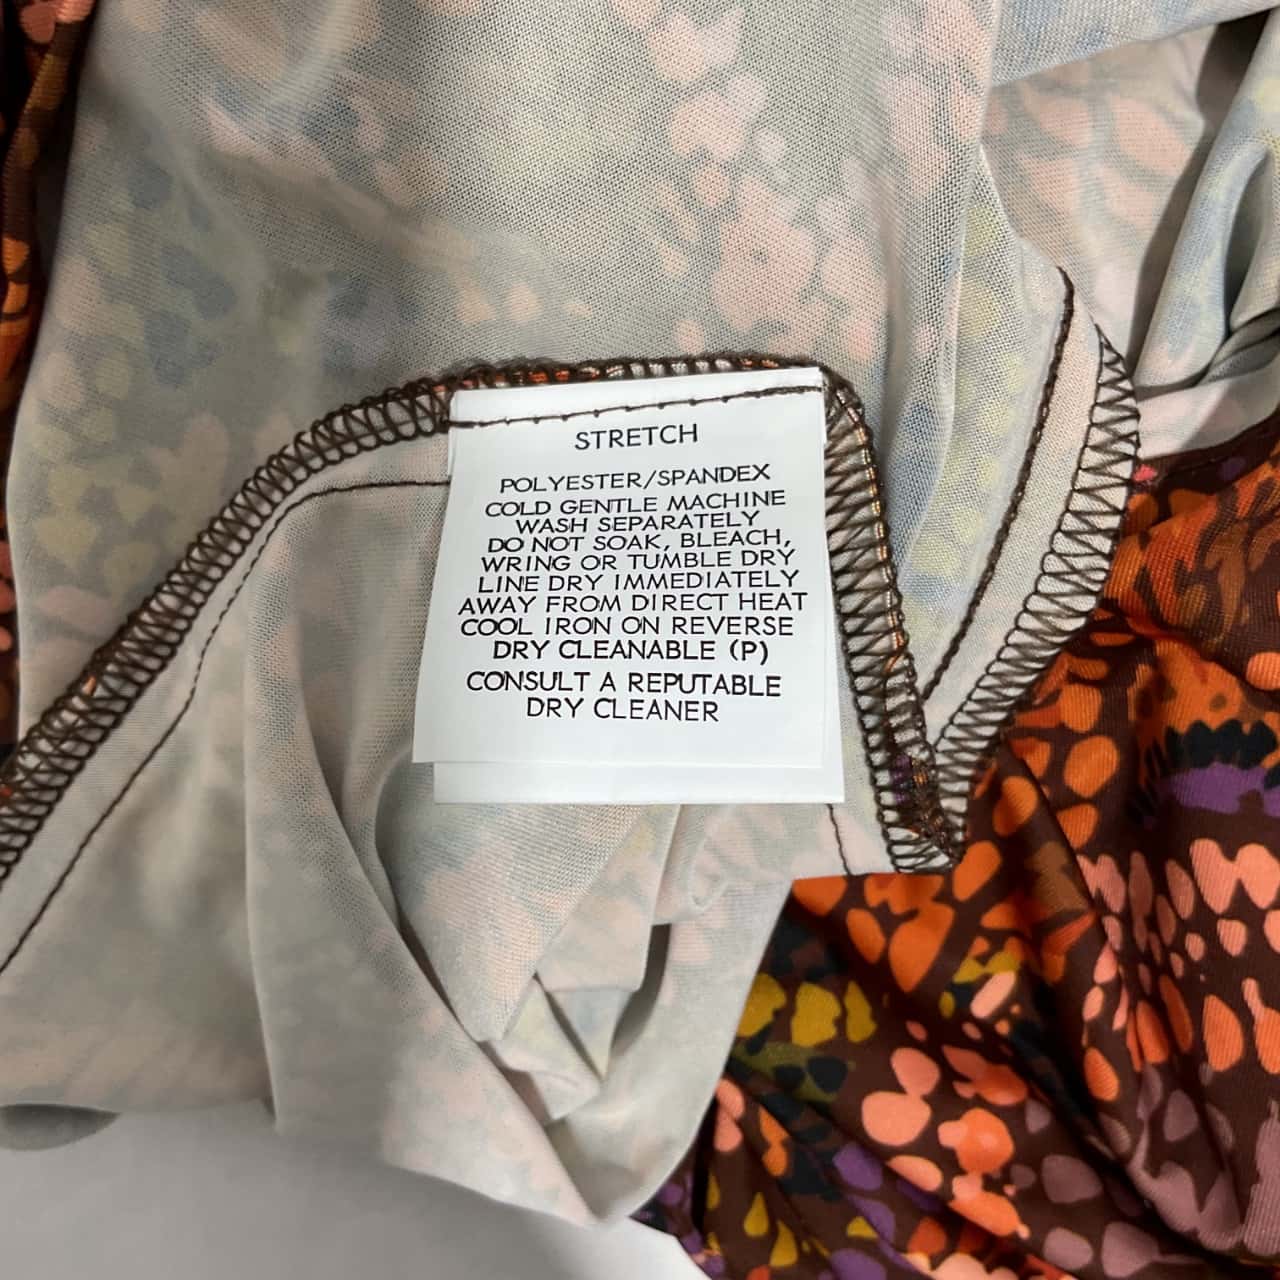 STRETCH
POLYESTER/SPANDEX
COLD GENTLE MACHINE
WASH SEPARATELY
DO NOT SOAK, BLEACH,
WRING OR TUMBLE DRY
LINE DRY IMMEDIATELY
AWAY FROM DIRECT HEAT
COOL IRON ON REVERSE
DRY CLEANABLE (P)
CONSULT A REPUTABLE
DRY CLEANER